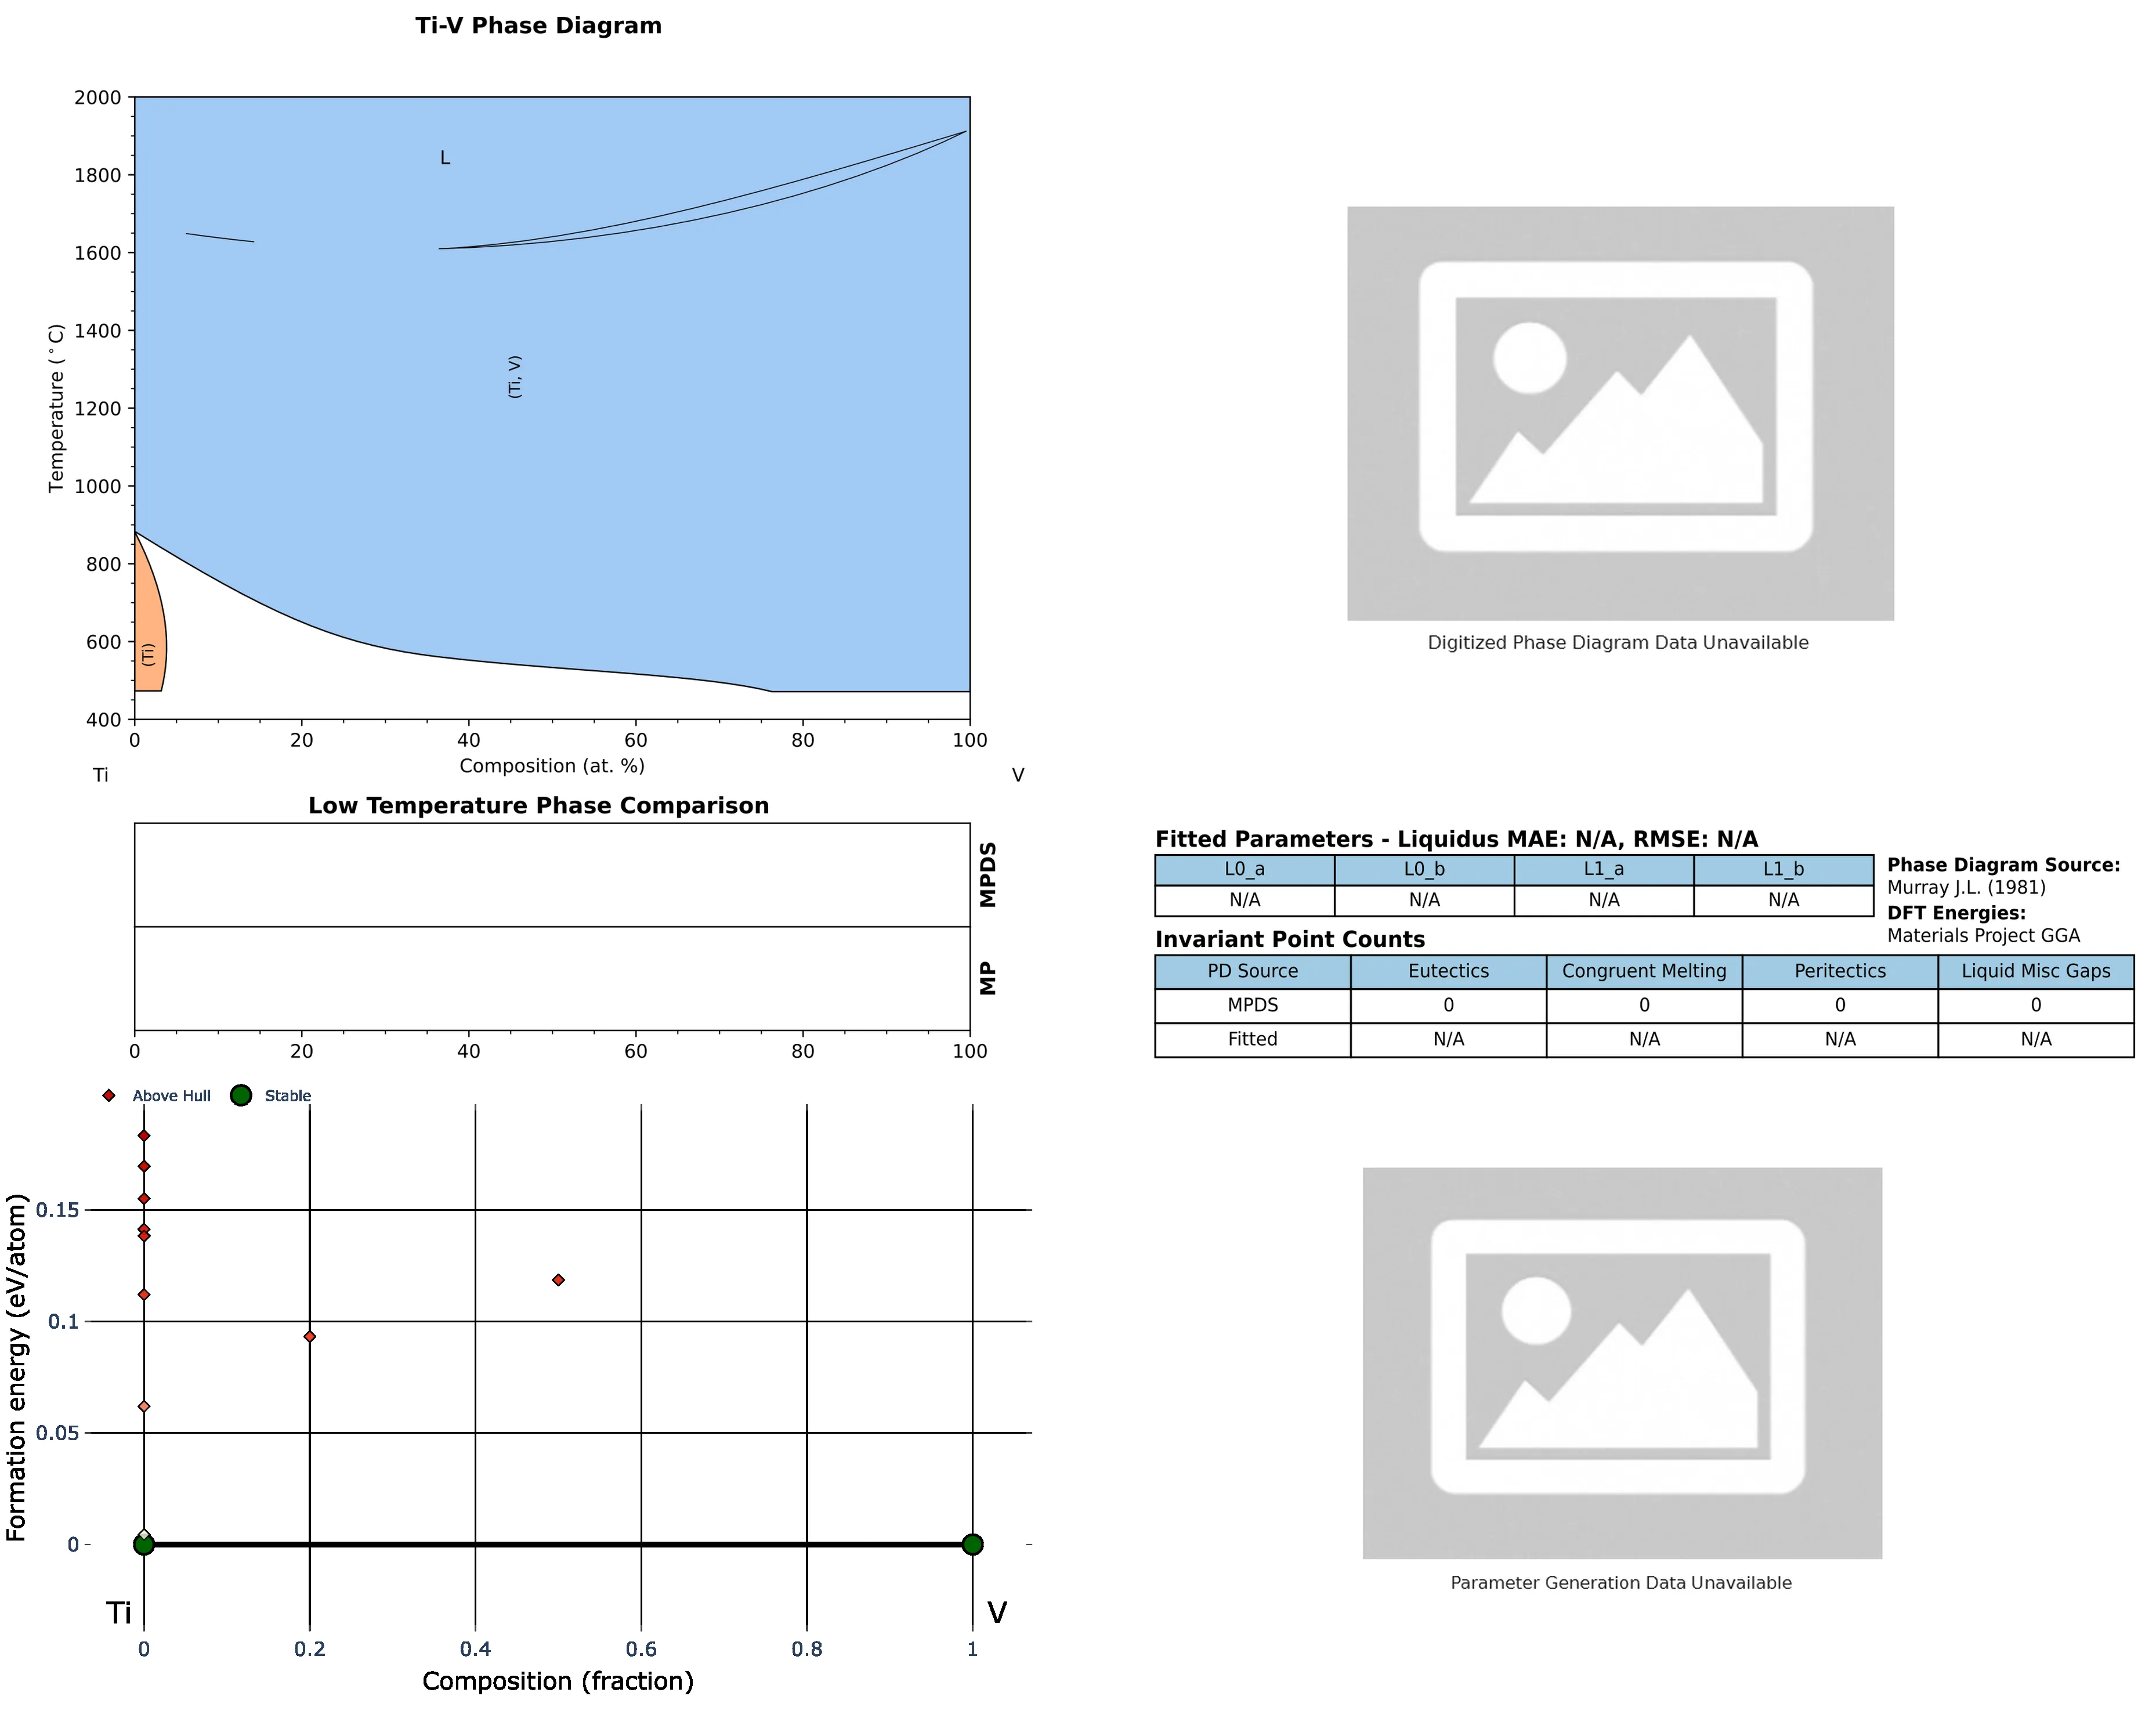 Ti-V Phase Diagram
2000
1800
1600
1400
1200
1000
800
600
400
Temperature (°C)
L
(Ti, V)
(Ti)
0 20 40 60 80 100
Composition (at. %)
Ti V
Digitized Phase Diagram Data Unavailable
Low Temperature Phase Comparison
MPDS
MP
0 20 40 60 80 100
Fitted Parameters - Liquidus MAE: N/A, RMSE: N/A
L0_a L0_b L1_a L1_b
N/A N/A N/A N/A
Phase Diagram Source:
Murray J.L. (1981)
DFT Energies:
Materials Project GGA
Invariant Point Counts
PD Source Eutectics Congruent Melting Peritectics Liquid Misc Gaps
MPDS 0 0 0 0
Fitted N/A N/A N/A N/A
Above Hull Stable
0.15
0.1
0.05
0
Formation energy (eV/atom)
Ti V
0 0.2 0.4 0.6 0.8 1
Composition (fraction)
Parameter Generation Data Unavailable